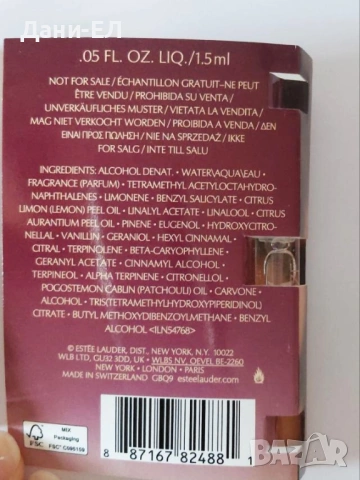 Дани-ЕЛ
.05 FL. OZ. LIQ./1.5ml
NOT FOR SALE/ÉCHANTILLON GRATUIT–NE PEUT
ÊTRE VENDU/PROHIBIDA SU VENTA/
UNVERKÄUFLICHES MUSTER/VIETATA LA VENDITA/
MAG NIET VERKOCHT WORDEN/PROIBIDA A VENDA/ΔΕΝ
ΕΙΝΑΙ ΠΡΟΣ ΠΩΛΗΣΗ/NIE NA SPRZEDAŻ/IKKE
FOR SALG/INTE TILL SALU
INGREDIENTS: ALCOHOL DENAT. • WATER\AQUA\EAU •
FRAGRANCE (PARFUM) • TETRAMETHYL ACETYLOCTAHYDRO-
NAPHTHALENES • LIMONENE • BENZYL SALICYLATE • CITRUS
LIMON (LEMON) PEEL OIL • LINALYL ACETATE • LINALOOL • CITRUS
AURANTIUM PEEL OIL • PINENE • EUGENOL • HYDROXYCITRO-
NELLAL • VANILLIN • GERANIOL • HEXYL CINNAMAL •
CITRAL • TERPINOLENE • BETA-CARYOPHYLLENE •
GERANYL ACETATE • CINNAMYL ALCOHOL •
TERPINEOL • ALPHA TERPINENE • CITRONELLOL •
POGOSTEMON CABLIN (PATCHOULI) OIL • CARVONE •
ALCOHOL • TRIS(TETRAMETHYLHYDROXYPIPERIDINOL)
CITRATE • BUTYL METHOXYDIBENZOYLMETHANE • BENZYL
ALCOHOL <ILN54768>
© ESTÉE LAUDER, DIST., NEW YORK, N.Y. 10022
WLB LTD, GU32 3DD, UK • WLBS NV, OEVEL BE-2260
NEW YORK • LONDON • PARIS
MADE IN SWITZERLAND GBQ9 esteelauder.com
FSC
MIX
Packaging
FSC® C085159
8 87167 82488 1
BAZAR